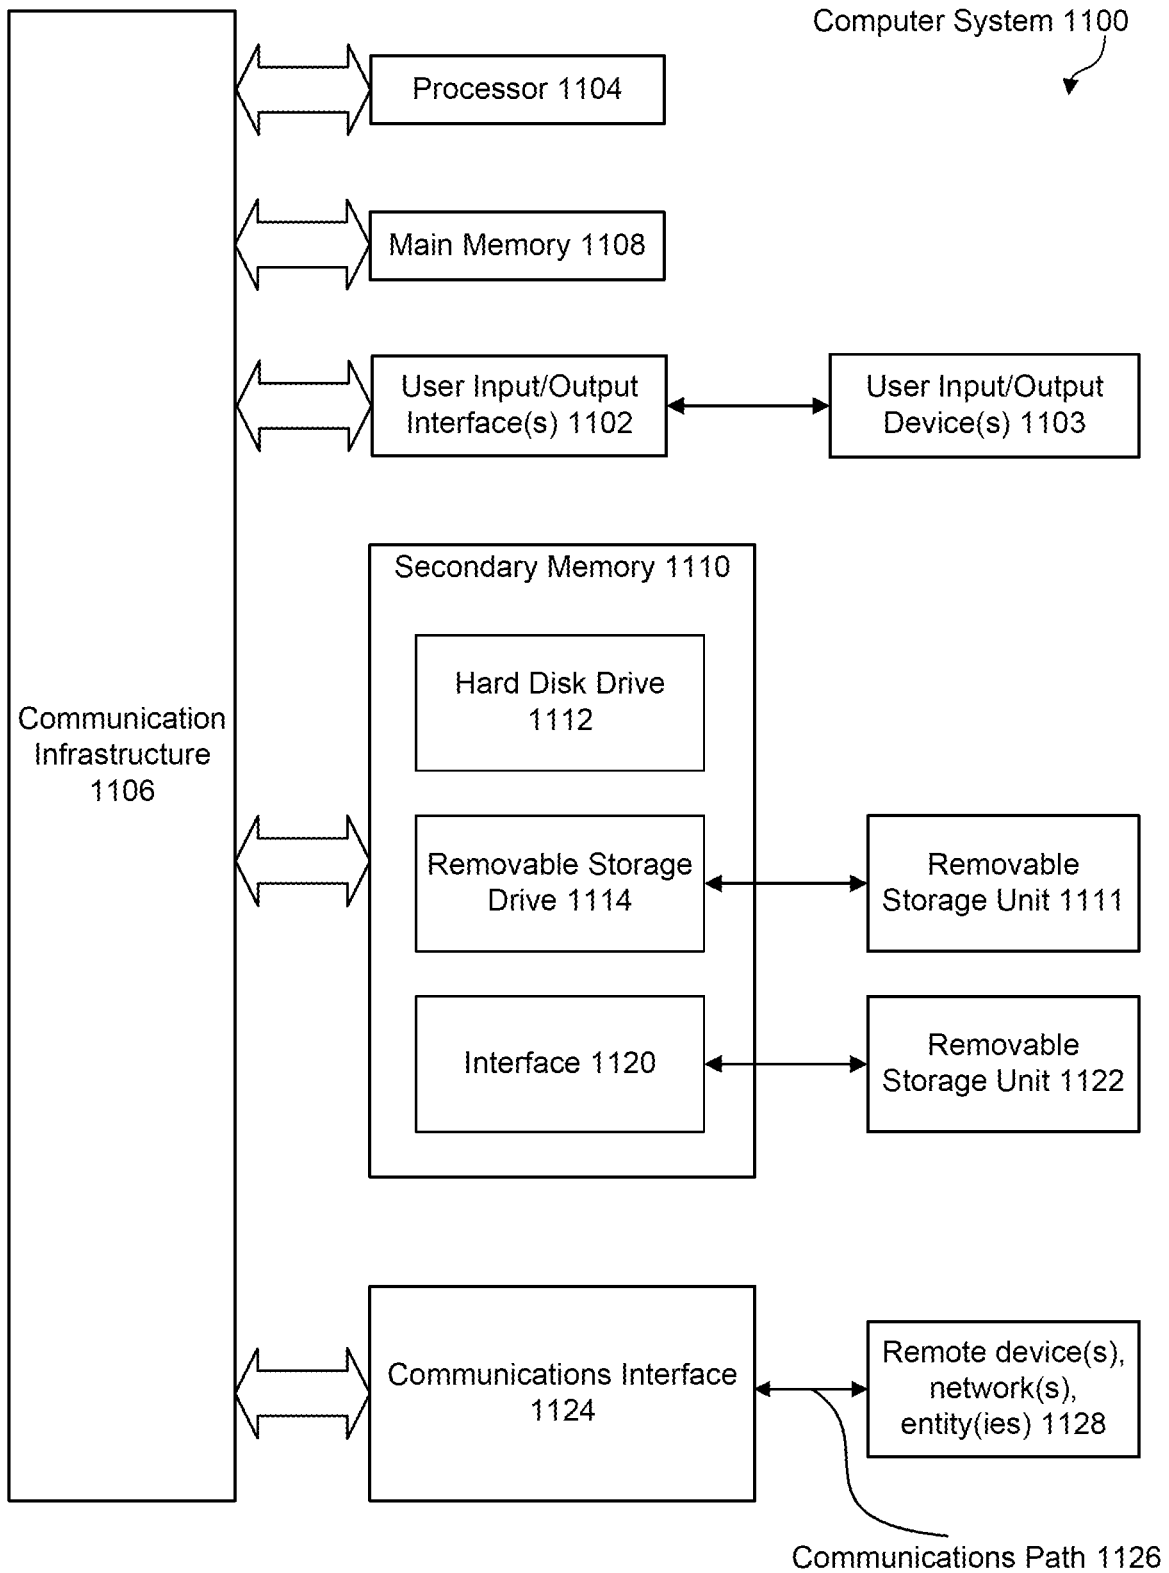 Computer System 1100
Processor 1104
Main Memory 1108
User Input/Output
Interface(s) 1102
User Input/Output
Device(s) 1103
Secondary Memory 1110
Hard Disk Drive
1112
Communication
Infrastructure
1106
Removable Storage
Drive 1114
Removable
Storage Unit 1111
Interface 1120
Removable
Storage Unit 1122
Communications Interface
1124
Remote device(s),
network(s),
entity(ies) 1128
Communications Path 1126